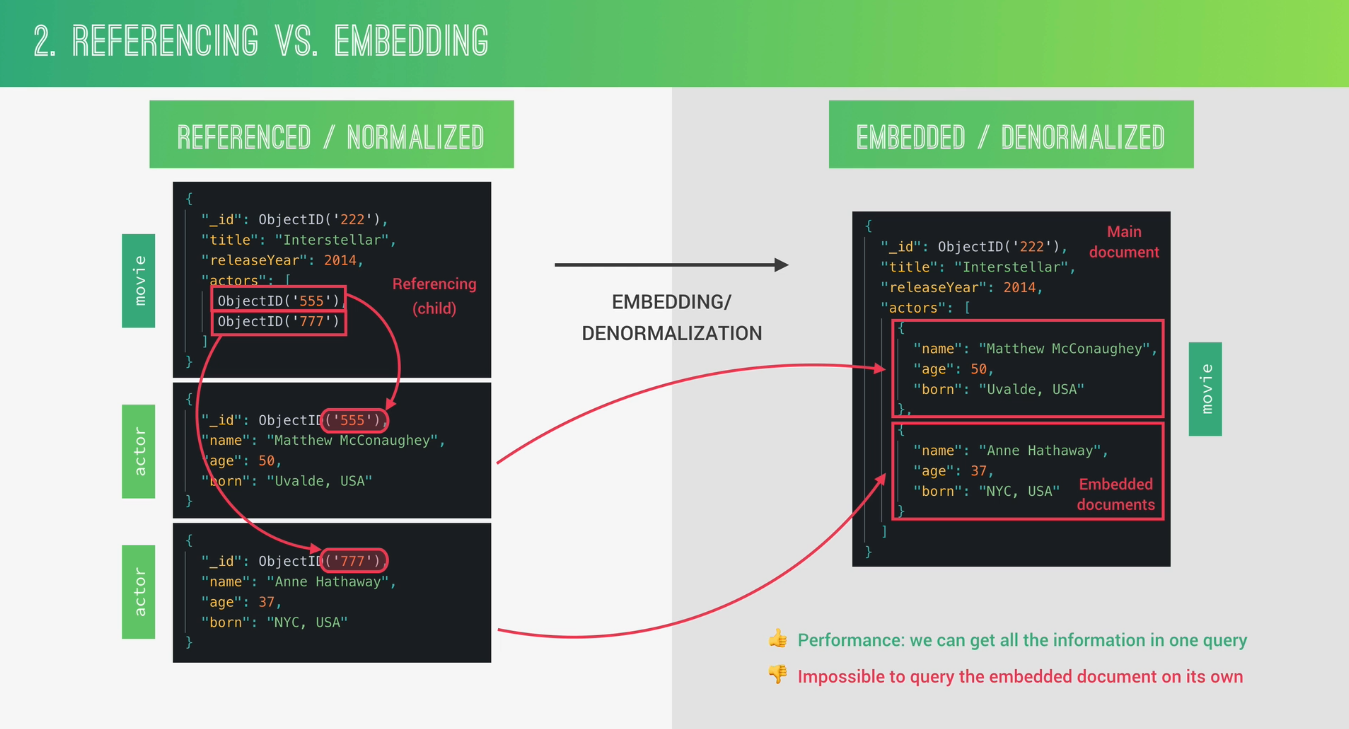 2. REFERENCING VS. EMBEDDING
REFERENCED / NORMALIZED
movie
{
"_id": ObjectID('222'),
"title": "Interstellar",
"releaseYear": 2014,
"actors": [
ObjectID('555'),
ObjectID('777')
]
}
Referencing
(child)
actor
{
"_id": ObjectID('555'),
"name": "Matthew McConaughey",
"age": 50,
"born": "Uvalde, USA"
}
actor
{
"_id": ObjectID('777'),
"name": "Anne Hathaway",
"age": 37,
"born": "NYC, USA"
}
EMBEDDING/
DENORMALIZATION
EMBEDDED / DENORMALIZED
{
"_id": ObjectID('222'),
"title": "Interstellar",
"releaseYear": 2014,
"actors": [
{
"name": "Matthew McConaughey",
"age": 50,
"born": "Uvalde, USA"
},
{
"name": "Anne Hathaway",
"age": 37,
"born": "NYC, USA"
}
]
}
Main
document
Embedded
documents
movie
👍 Performance: we can get all the information in one query
👎 Impossible to query the embedded document on its own